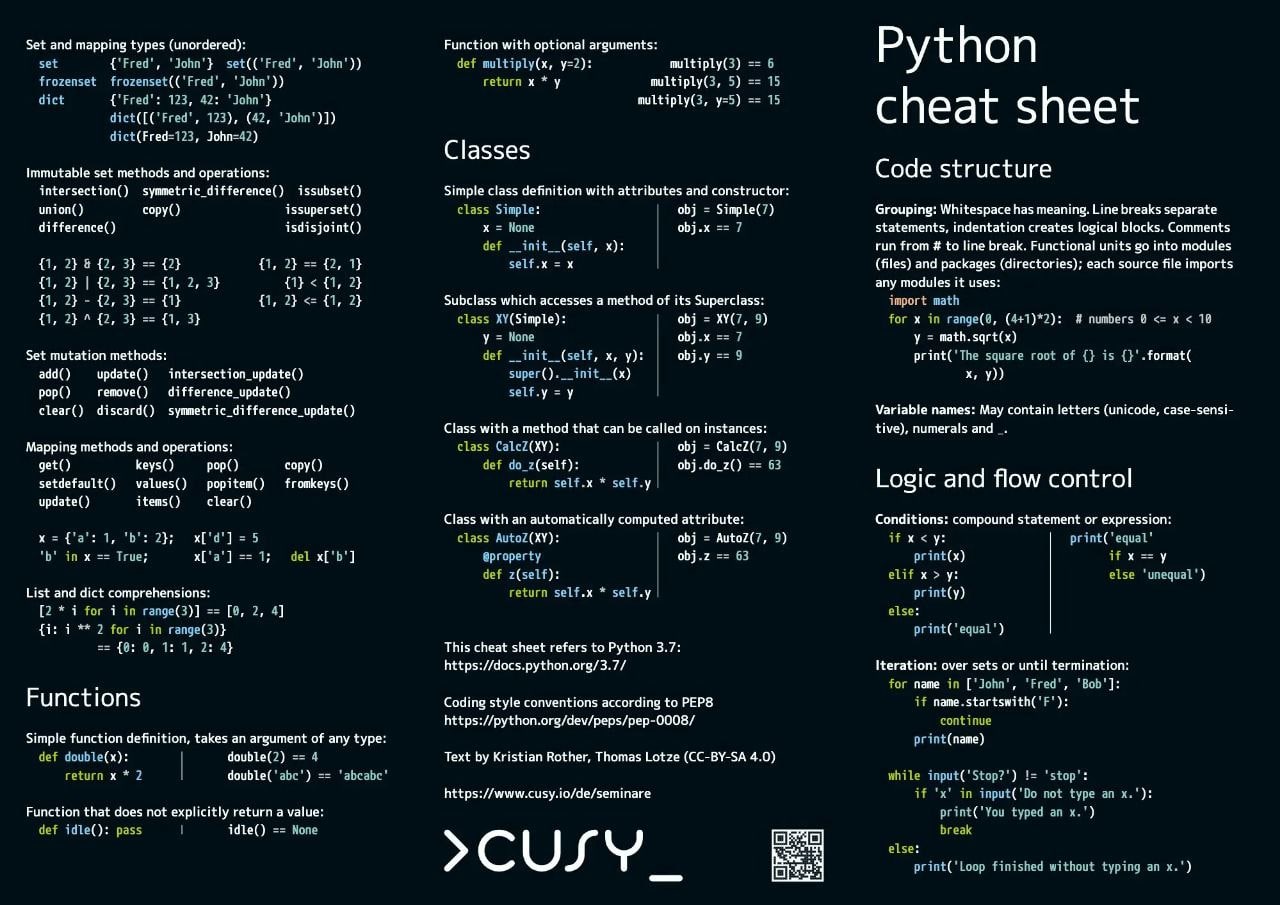 Set and mapping types (unordered):
set {'Fred', 'John'} set(('Fred', 'John'))
frozenset frozenset(('Fred', 'John'))
dict {'Fred': 123, 42: 'John'}
dict([('Fred', 123), (42, 'John')])
dict(Fred=123, John=42)
Immutable set methods and operations:
intersection() symmetric_difference() issubset()
union() copy() issuperset()
difference() isdisjoint()
{1, 2} & {2, 3} == {2} {1, 2} == {2, 1}
{1, 2} | {2, 3} == {1, 2, 3} {1} < {1, 2}
{1, 2} - {2, 3} == {1} {1, 2} <= {1, 2}
{1, 2} ^ {2, 3} == {1, 3}
Set mutation methods:
add() update() intersection_update()
pop() remove() difference_update()
clear() discard() symmetric_difference_update()
Mapping methods and operations:
get() keys() pop() copy()
setdefault() values() popitem() fromkeys()
update() items() clear()
x = {'a': 1, 'b': 2}; x['d'] = 5
'b' in x == True; x['a'] == 1; del x['b']
List and dict comprehensions:
[2 * i for i in range(3)] == [0, 2, 4]
{i: i ** 2 for i in range(3)}
== {0: 0, 1: 1, 2: 4}
Functions
Simple function definition, takes an argument of any type:
def double(x): double(2) == 4
return x * 2 double('abc') == 'abcabc'
Function that does not explicitly return a value:
def idle(): pass idle() == None
Function with optional arguments:
def multiply(x, y=2): multiply(3) == 6
return x * y multiply(3, 5) == 15
multiply(3, y=5) == 15
Classes
Simple class definition with attributes and constructor:
class Simple: obj = Simple(7)
x = None obj.x == 7
def __init__(self, x):
self.x = x
Subclass which accesses a method of its Superclass:
class XY(Simple): obj = XY(7, 9)
y = None obj.x == 7
def __init__(self, x, y): obj.y == 9
super().__init__(x)
self.y = y
Class with a method that can be called on instances:
class CalcZ(XY): obj = CalcZ(7, 9)
def do_z(self): obj.do_z() == 63
return self.x * self.y
Class with an automatically computed attribute:
class AutoZ(XY): obj = AutoZ(7, 9)
@property obj.z == 63
def z(self):
return self.x * self.y
This cheat sheet refers to Python 3.7:
https://docs.python.org/3.7/
Coding style conventions according to PEP8
https://python.org/dev/peps/pep-0008/
Text by Kristian Rother, Thomas Lotze (CC-BY-SA 4.0)
https://www.cusy.io/de/seminare
>CUSY_
Python
cheat sheet
Code structure
Grouping: Whitespace has meaning. Line breaks separate
statements, indentation creates logical blocks. Comments
run from # to line break. Functional units go into modules
(files) and packages (directories); each source file imports
any modules it uses:
import math
for x in range(0, (4+1)*2): # numbers 0 <= x < 10
y = math.sqrt(x)
print('The square root of {} is {}'.format(
x, y))
Variable names: May contain letters (unicode, case-sensi-
tive), numerals and _.
Logic and flow control
Conditions: compound statement or expression:
if x < y: print('equal'
print(x) if x == y
elif x > y: else 'unequal')
print(y)
else:
print('equal')
Iteration: over sets or until termination:
for name in ['John', 'Fred', 'Bob']:
if name.startswith('F'):
continue
print(name)
while input('Stop?') != 'stop':
if 'x' in input('Do not type an x.'):
print('You typed an x.')
break
else:
print('Loop finished without typing an x.')